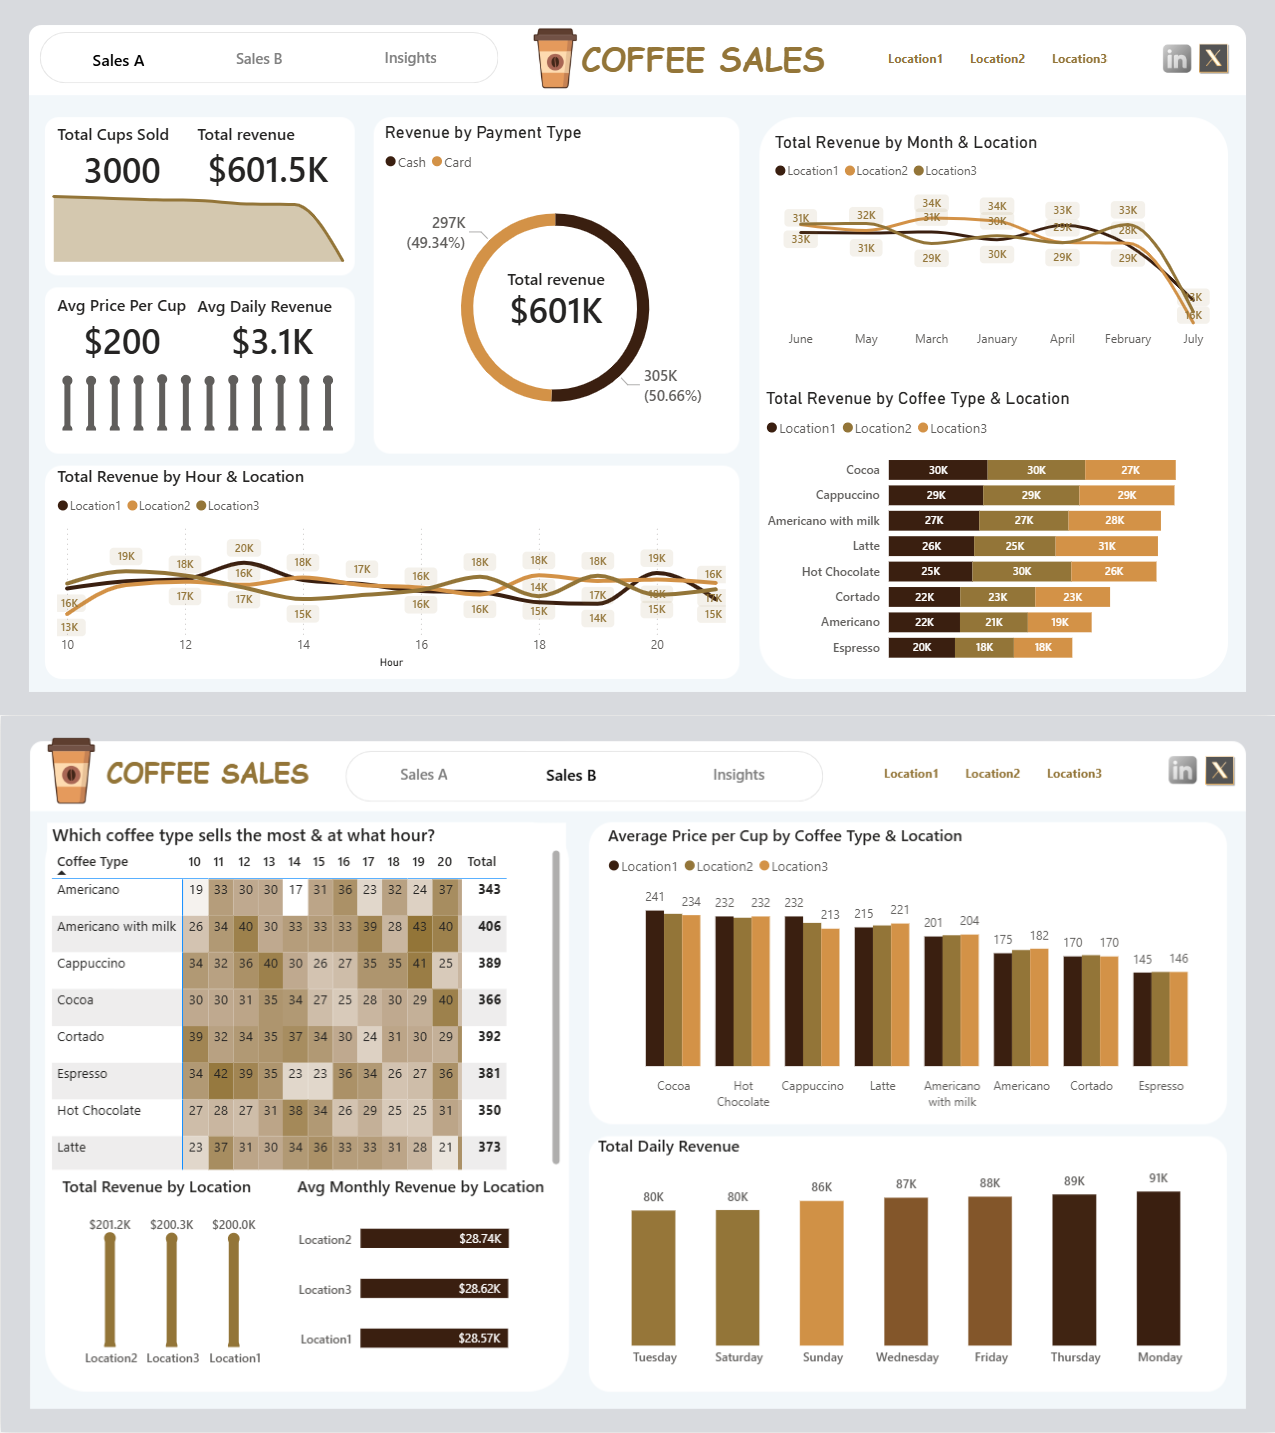 Sales A
Sales B
Insights
COFFEE SALES
Location1
Location2
Location3
in
X
Total Cups Sold
3000
Total revenue
$601.5K
Avg Price Per Cup
$200
Avg Daily Revenue
$3.1K
Revenue by Payment Type
Cash Card
297K
(49.34%)
Total revenue
$601K
305K
(50.66%)
Total Revenue by Month & Location
Location1 Location2 Location3
31K 32K 34K 34K 33K 33K
31K 30K 29K 28K
33K 31K 29K 30K 29K 29K
June May March January April February July
Total Revenue by Coffee Type & Location
Location1 Location2 Location3
Cocoa 30K 30K 27K
Cappuccino 29K 29K 29K
Americano with milk 27K 27K 28K
Latte 26K 25K 31K
Hot Chocolate 25K 30K 26K
Cortado 22K 23K 23K
Americano 22K 21K 19K
Espresso 20K 18K 18K
Total Revenue by Hour & Location
Location1 Location2 Location3
19K 18K 20K 18K 17K 16K 18K 18K 18K 19K 16K
16K 14K
16K 17K 17K 15K 16K 16K 15K 17K 14K 15K 15K
13K
10 12 14 16 18 20
Hour
COFFEE SALES
Sales A
Sales B
Insights
Location1
Location2
Location3
in
X
Which coffee type sells the most & at what hour?
Coffee Type 10 11 12 13 14 15 16 17 18 19 20 Total
Americano 19 33 30 30 17 31 36 23 32 24 37 343
Americano with milk 26 34 40 30 33 33 33 39 28 43 40 406
Cappuccino 34 32 36 40 30 26 27 35 35 41 25 389
Cocoa 30 30 31 35 34 27 25 28 30 29 40 366
Cortado 39 32 34 35 37 34 30 24 31 30 29 392
Espresso 34 42 39 35 23 23 36 34 26 27 36 381
Hot Chocolate 27 28 27 31 38 34 26 29 25 25 31 350
Latte 23 37 31 30 34 36 33 33 31 28 21 373
Total Revenue by Location
$201.2K $200.3K $200.0K
Location2 Location3 Location1
Avg Monthly Revenue by Location
Location2 $28.74K
Location3 $28.62K
Location1 $28.57K
Average Price per Cup by Coffee Type & Location
Location1 Location2 Location3
241 234 232 232 232 213 215 221 201 204 175 182 170 170 145 146
Cocoa Hot Chocolate Cappuccino Latte Americano with milk Americano Cortado Espresso
Total Daily Revenue
80K 80K 86K 87K 88K 89K 91K
Tuesday Saturday Sunday Wednesday Friday Thursday Monday